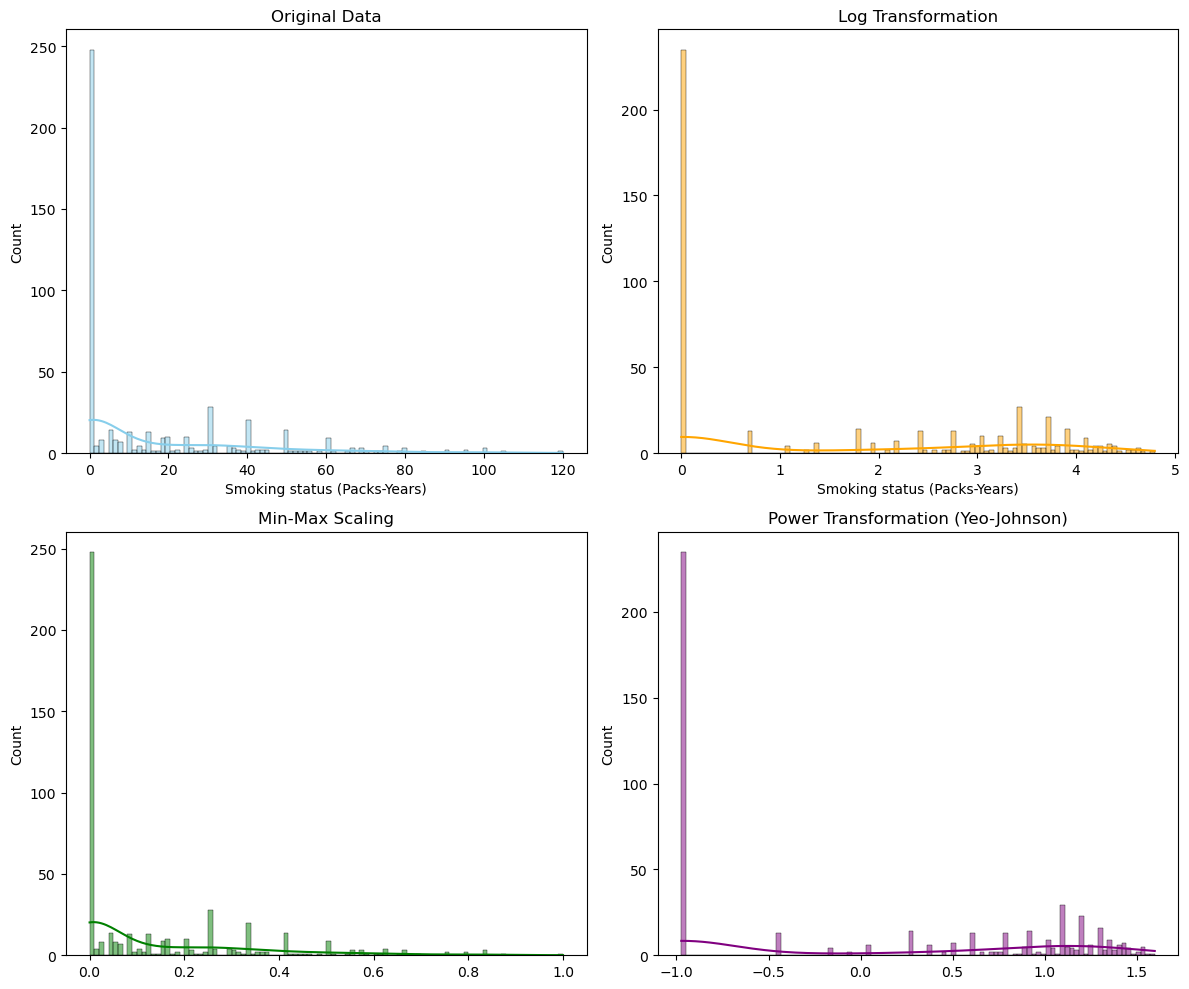 Original Data
Log Transformation
250
200
150
100
50
0
Count
0 20 40 60 80 100 120
Smoking status (Packs-Years)
200
150
100
50
0
Count
0 1 2 3 4 5
Smoking status (Packs-Years)
Min-Max Scaling
Power Transformation (Yeo-Johnson)
250
200
150
100
50
0
Count
0.0 0.2 0.4 0.6 0.8 1.0
200
150
100
50
0
Count
−1.0 −0.5 0.0 0.5 1.0 1.5